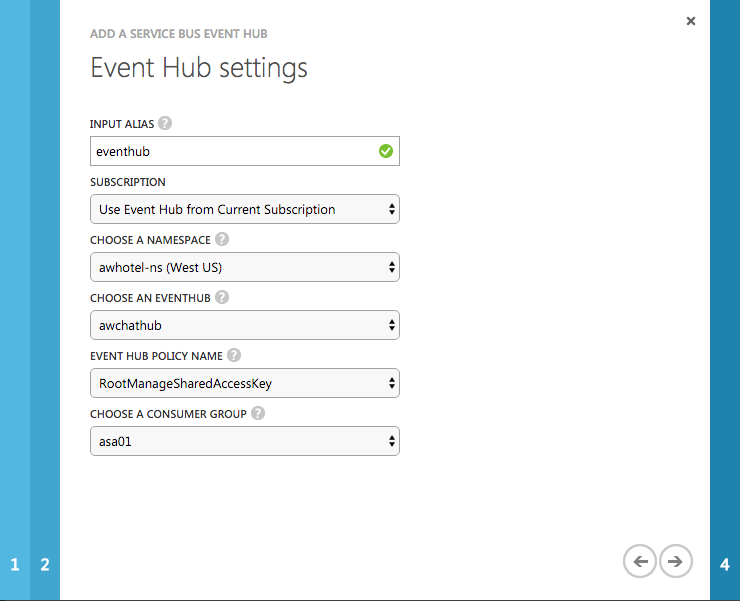 ADD A SERVICE BUS EVENT HUB
Event Hub settings
INPUT ALIAS ?
eventhub
SUBSCRIPTION
Use Event Hub from Current Subscription
CHOOSE A NAMESPACE ?
awhotel-ns (West US)
CHOOSE AN EVENTHUB ?
awchathub
EVENT HUB POLICY NAME ?
RootManageSharedAccessKey
CHOOSE A CONSUMER GROUP ?
asa01
1 2 4